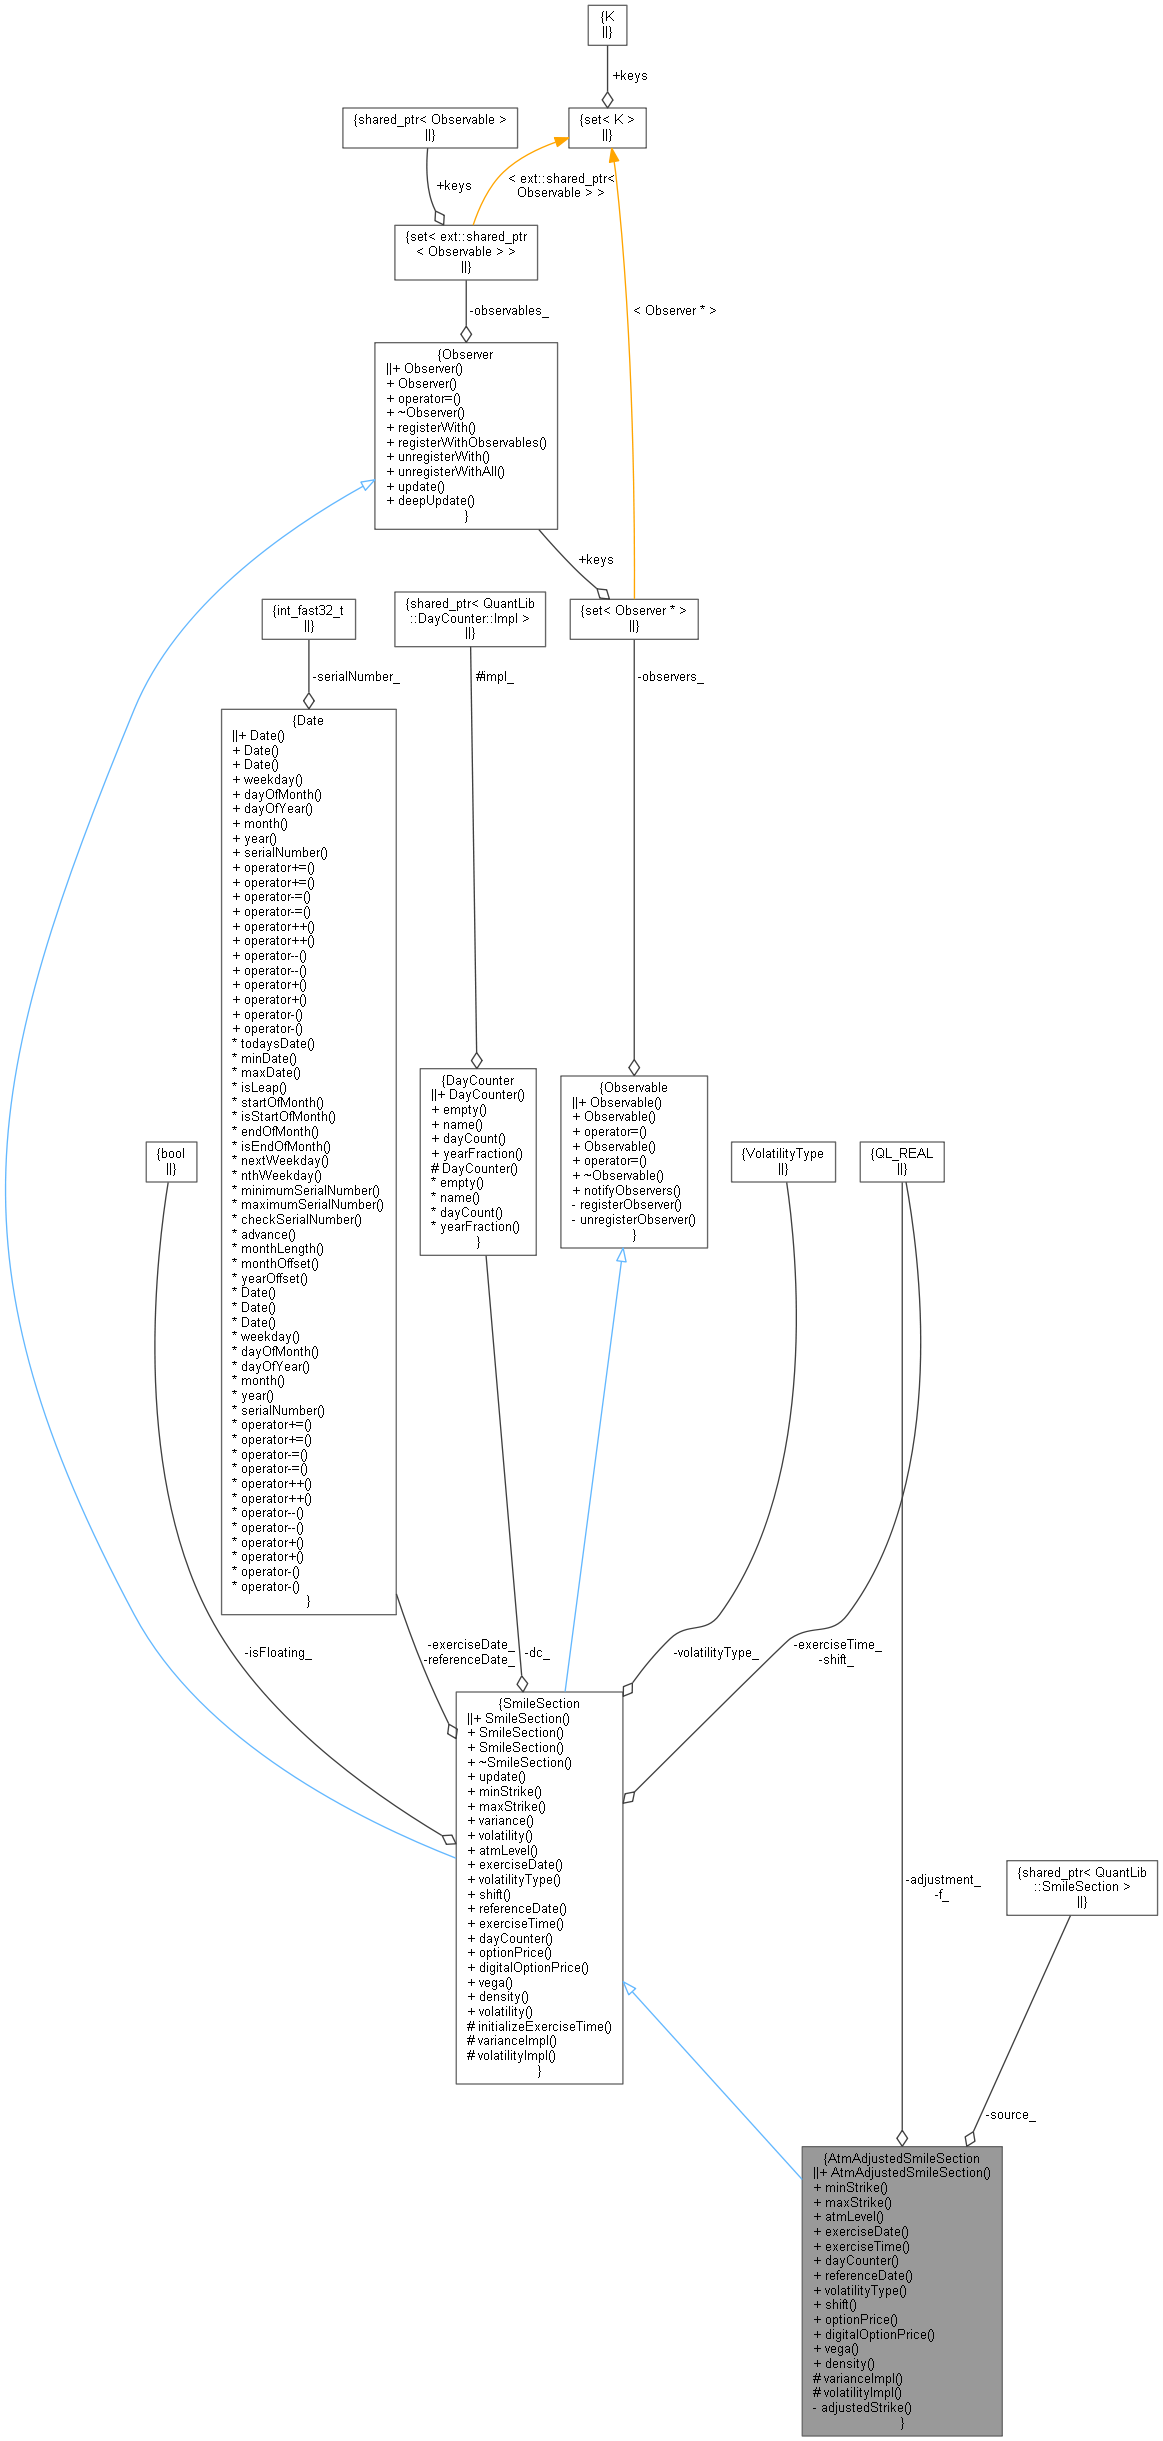 {K
||}
+keys
{shared_ptr< Observable >
||}
{set< K >
||}
+keys
< ext::shared_ptr<
Observable > >
{set< ext::shared_ptr
< Observable > >
||}
-observables_
< Observer * >
{Observer
||+ Observer()
+ Observer()
+ operator=()
+ ~Observer()
+ registerWith()
+ registerWithObservables()
+ unregisterWith()
+ unregisterWithAll()
+ update()
+ deepUpdate()
}
+keys
{int_fast32_t
||}
{shared_ptr< QuantLib
::DayCounter::Impl >
||}
{set< Observer * >
||}
-serialNumber_
#impl_
-observers_
{Date
||+ Date()
+ Date()
+ Date()
+ weekday()
+ dayOfMonth()
+ dayOfYear()
+ month()
+ year()
+ serialNumber()
+ operator+=()
+ operator+=()
+ operator-=()
+ operator-=()
+ operator++()
+ operator++()
+ operator--()
+ operator--()
+ operator+()
+ operator+()
+ operator-()
+ operator-()
* todaysDate()
* minDate()
* maxDate()
* isLeap()
* startOfMonth()
* isStartOfMonth()
* endOfMonth()
* isEndOfMonth()
* nextWeekday()
* nthWeekday()
* minimumSerialNumber()
* maximumSerialNumber()
* checkSerialNumber()
* advance()
* monthLength()
* monthOffset()
* yearOffset()
* Date()
* Date()
* Date()
* weekday()
* dayOfMonth()
* dayOfYear()
* month()
* year()
* serialNumber()
* operator+=()
* operator+=()
* operator-=()
* operator-=()
* operator++()
* operator++()
* operator--()
* operator--()
* operator+()
* operator+()
* operator-()
* operator-()
}
{DayCounter
||+ DayCounter()
+ empty()
+ name()
+ dayCount()
+ yearFraction()
# DayCounter()
* empty()
* name()
* dayCount()
* yearFraction()
}
{Observable
||+ Observable()
+ Observable()
+ operator=()
+ Observable()
+ operator=()
+ ~Observable()
+ notifyObservers()
- registerObserver()
- unregisterObserver()
}
{bool
||}
{VolatilityType
||}
{QL_REAL
||}
-isFloating_
-exerciseDate_
-referenceDate_
-dc_
-volatilityType_
-exerciseTime_
-shift_
{SmileSection
||+ SmileSection()
+ SmileSection()
+ SmileSection()
+ ~SmileSection()
+ update()
+ minStrike()
+ maxStrike()
+ variance()
+ volatility()
+ atmLevel()
+ exerciseDate()
+ volatilityType()
+ shift()
+ referenceDate()
+ exerciseTime()
+ dayCounter()
+ optionPrice()
+ digitalOptionPrice()
+ vega()
+ density()
+ volatility()
# initializeExerciseTime()
# varianceImpl()
# volatilityImpl()
}
-adjustment_
-f_
{shared_ptr< QuantLib
::SmileSection >
||}
-source_
{AtmAdjustedSmileSection
||+ AtmAdjustedSmileSection()
+ minStrike()
+ maxStrike()
+ atmLevel()
+ exerciseDate()
+ exerciseTime()
+ dayCounter()
+ referenceDate()
+ volatilityType()
+ shift()
+ optionPrice()
+ digitalOptionPrice()
+ vega()
+ density()
# varianceImpl()
# volatilityImpl()
- adjustedStrike()
}